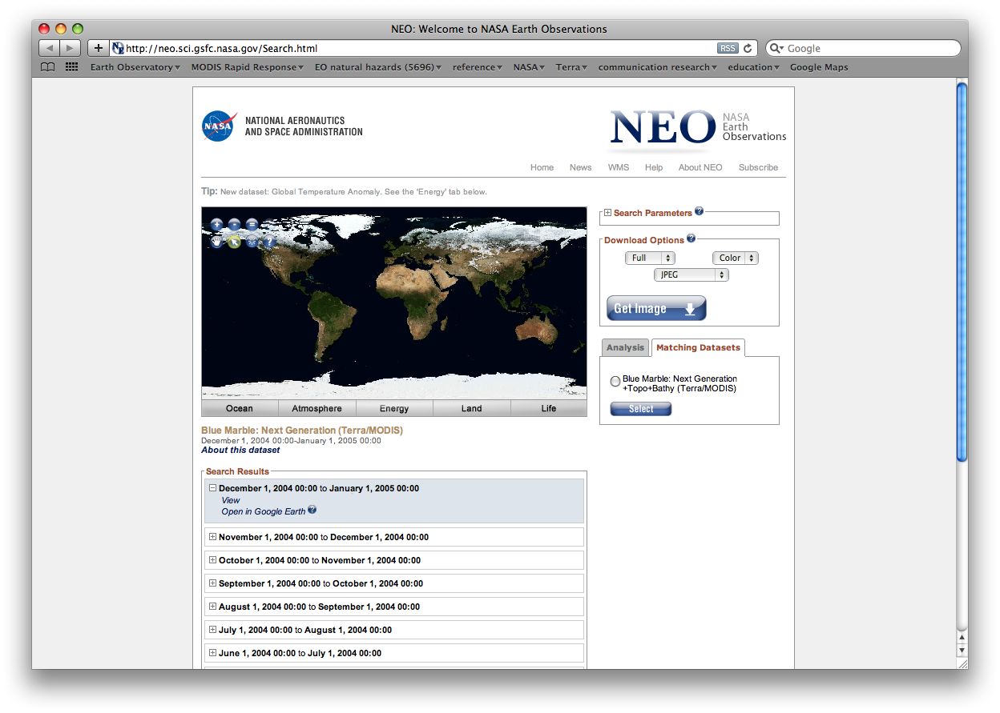 NEO: Welcome to NASA Earth Observations
http://neo.sci.gsfc.nasa.gov/Search.html
RSS
Google
Earth Observatory
MODIS Rapid Response
EO natural hazards (5696)
reference
NASA
Terra
communication research
education
Google Maps
NASA
NATIONAL AERONAUTICS
AND SPACE ADMINISTRATION
NEO
NASA
Earth
Observations
Home
News
WMS
Help
About NEO
Subscribe
Tip: New dataset: Global Temperature Anomaly. See the 'Energy' tab below.
Ocean
Atmosphere
Energy
Land
Life
Blue Marble: Next Generation (Terra/MODIS)
December 1, 2004 00:00-January 1, 2005 00:00
About this dataset
Search Results
December 1, 2004 00:00 to January 1, 2005 00:00
View
Open in Google Earth
November 1, 2004 00:00 to December 1, 2004 00:00
October 1, 2004 00:00 to November 1, 2004 00:00
September 1, 2004 00:00 to October 1, 2004 00:00
August 1, 2004 00:00 to September 1, 2004 00:00
July 1, 2004 00:00 to August 1, 2004 00:00
June 1, 2004 00:00 to July 1, 2004 00:00
Search Parameters
Download Options
Full
Color
JPEG
Get Image
Analysis
Matching Datasets
Blue Marble: Next Generation
+Topo+Bathy (Terra/MODIS)
Select